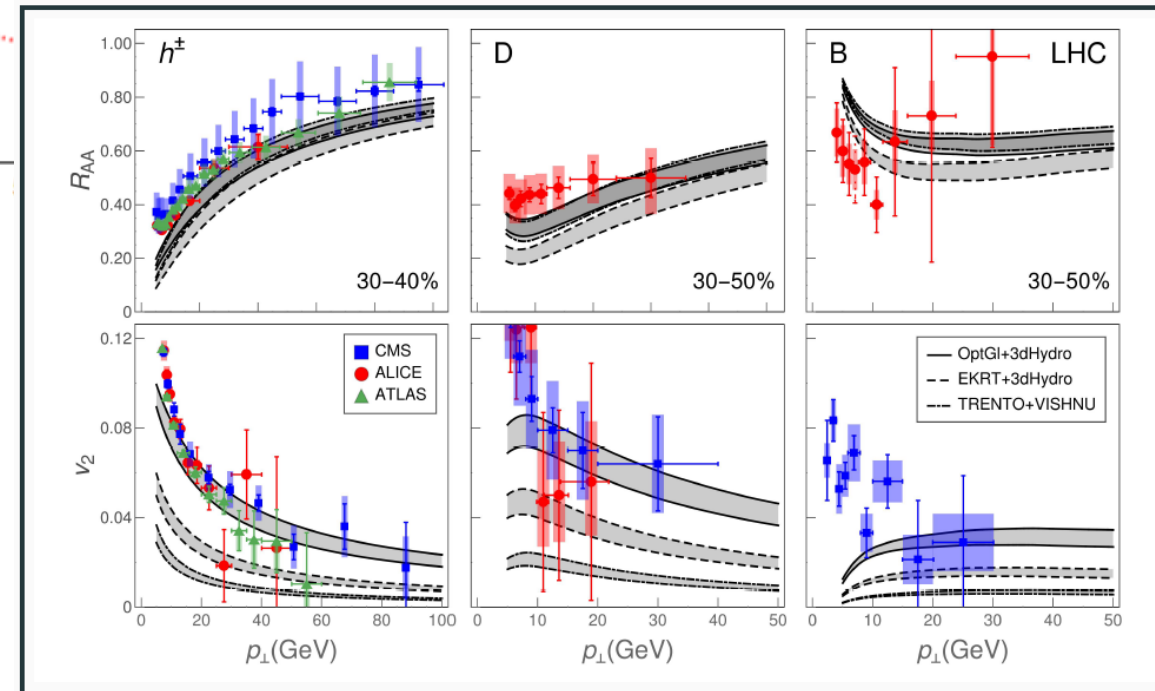 h± D B LHC
1.00
0.80
0.60
0.40
0.20
0
R_AA
30–40% 30–50% 30–50%
CMS
ALICE
ATLAS
OptGl+3dHydro
EKRT+3dHydro
TRENTO+VISHNU
0.12
0.08
0.04
0
v₂
0 20 40 60 80 100 0 10 20 30 40 50 0 10 20 30 40 50
p⊥(GeV) p⊥(GeV) p⊥(GeV)